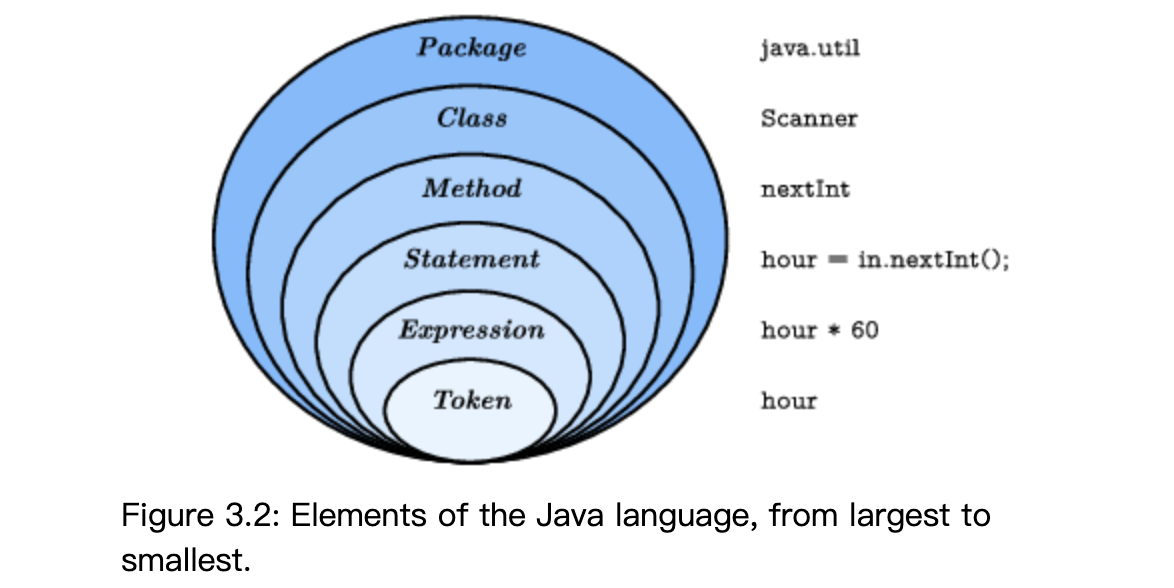 Package java.util
Class Scanner
Method nextInt
Statement hour = in.nextInt();
Expression hour * 60
Token hour
Figure 3.2: Elements of the Java language, from largest to
smallest.